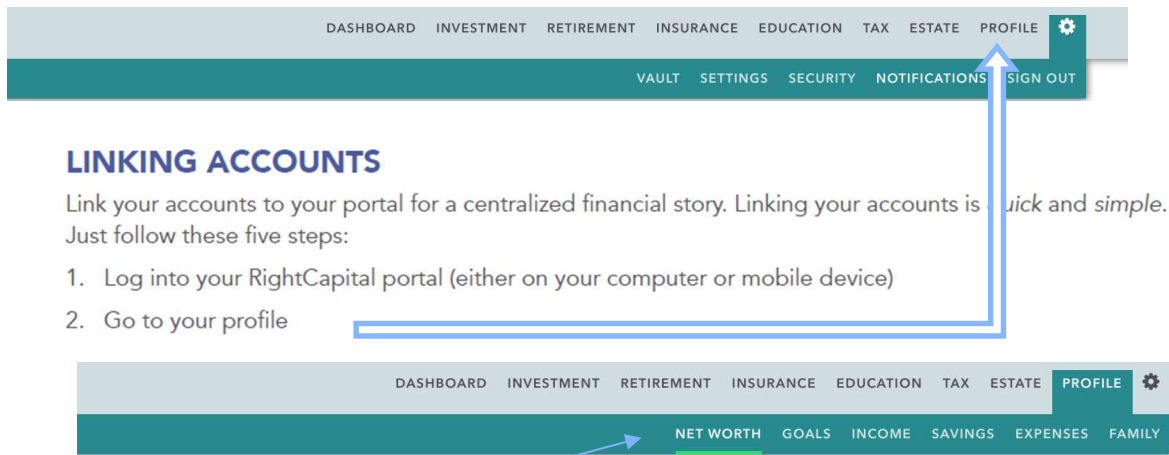 DASHBOARD INVESTMENT RETIREMENT INSURANCE EDUCATION TAX ESTATE PROFILE
VAULT SETTINGS SECURITY NOTIFICATIONS SIGN OUT
LINKING ACCOUNTS
Link your accounts to your portal for a centralized financial story. Linking your accounts is quick and simple.
Just follow these five steps:
1. Log into your RightCapital portal (either on your computer or mobile device)
2. Go to your profile
DASHBOARD INVESTMENT RETIREMENT INSURANCE EDUCATION TAX ESTATE PROFILE
NET WORTH GOALS INCOME SAVINGS EXPENSES FAMILY